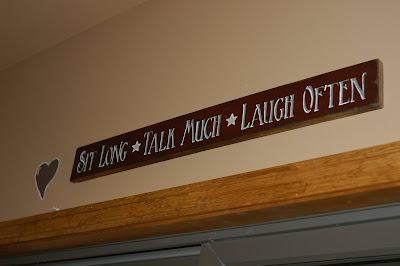 Sit Long ★ Talk Much ★ Laugh Often